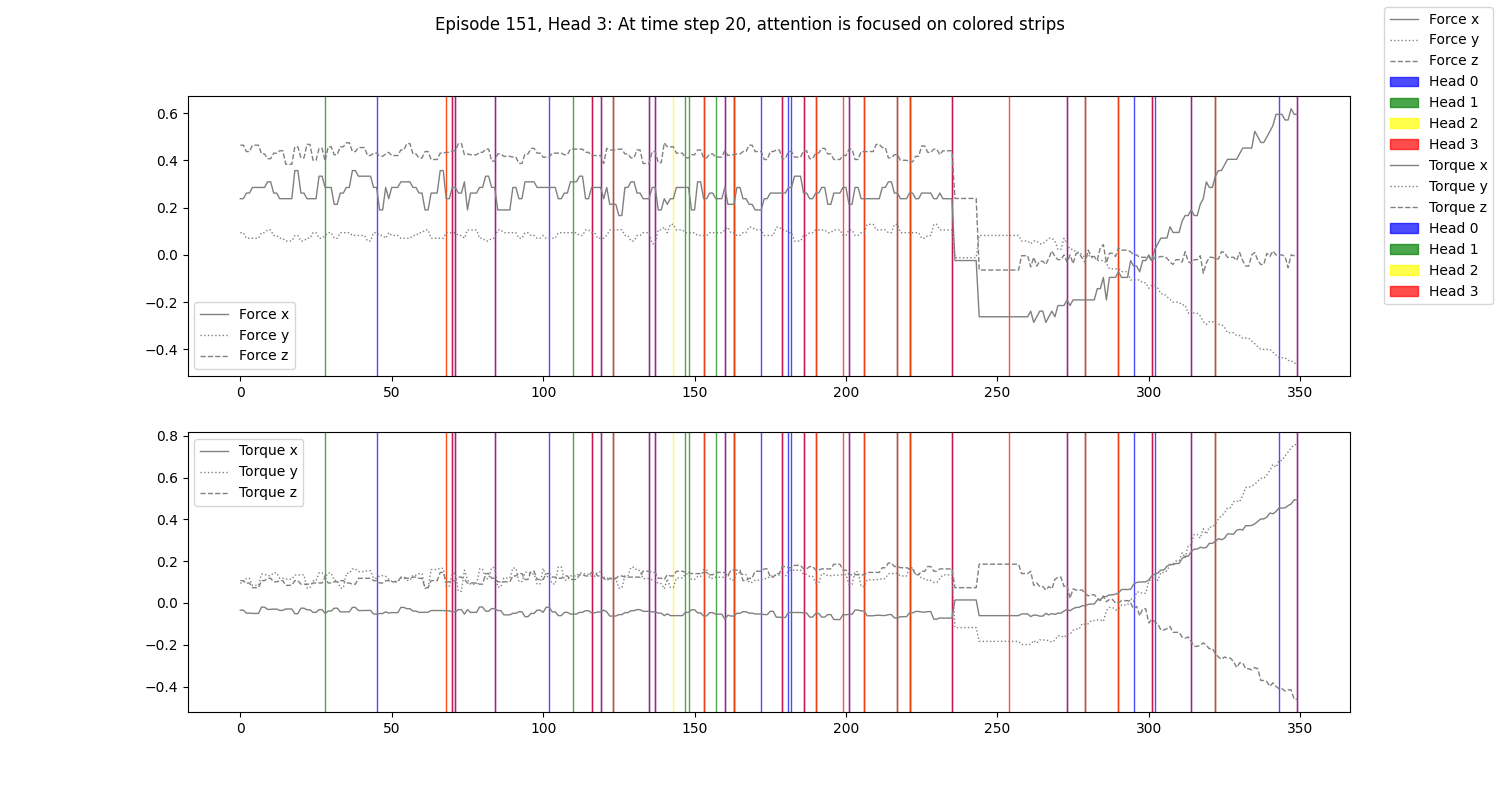 Episode 151, Head 3: At time step 20, attention is focused on colored strips
Force x
Force y
Force z
Head 0
Head 1
Head 2
Head 3
Torque x
Torque y
Torque z
Head 0
Head 1
Head 2
Head 3
0.6
0.4
0.2
0.0
−0.2
−0.4
Force x
Force y
Force z
0 50 100 150 200 250 300 350
0.8
0.6
0.4
0.2
0.0
−0.2
−0.4
Torque x
Torque y
Torque z
0 50 100 150 200 250 300 350